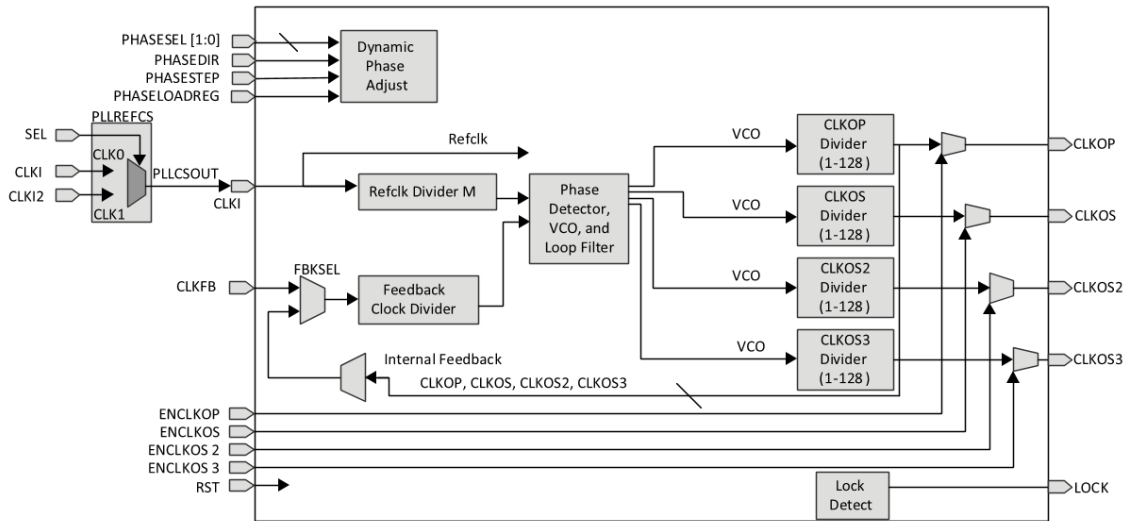 PHASESEL [1:0]
PHASEDIR
PHASESTEP
PHASELOADREG
Dynamic
Phase
Adjust
PLLREFCS
SEL
CLK0
CLKI
CLKI2
CLK1
PLLCSOUT
CLKI
Refclk
Refclk Divider M
Phase
Detector,
VCO, and
Loop Filter
VCO
CLKOP
Divider
(1-128)
CLKOP
VCO
CLKOS
Divider
(1-128)
CLKOS
CLKFB
FBKSEL
Feedback
Clock Divider
VCO
CLKOS2
Divider
(1-128)
CLKOS2
VCO
CLKOS3
Divider
(1-128)
CLKOS3
Internal Feedback
CLKOP, CLKOS, CLKOS2, CLKOS3
ENCLKOP
ENCLKOS
ENCLKOS 2
ENCLKOS 3
RST
Lock
Detect
LOCK